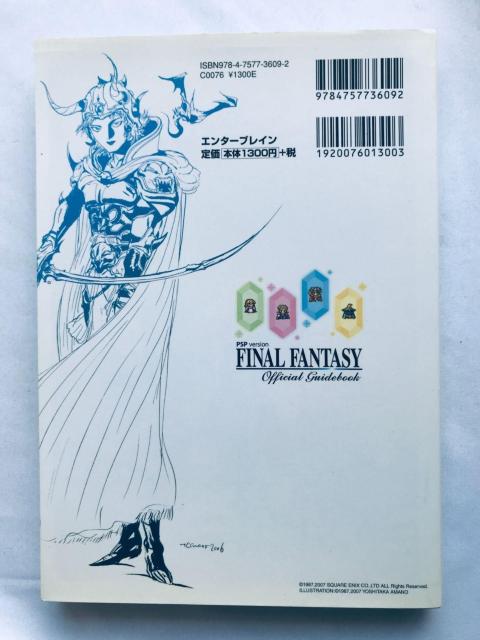 ISBN978-4-7577-3609-2
C0076 ¥1300E
9784757736092
エンターブレイン
定価 本体1300円 +税
1920076013003
PSP version
FINAL FANTASY
Official Guidebook
©1987,2007 SQUARE ENIX CO.,LTD ALL Rights Reserved.
ILLUSTRATION:©1987,2007 YOSHITAKA AMANO